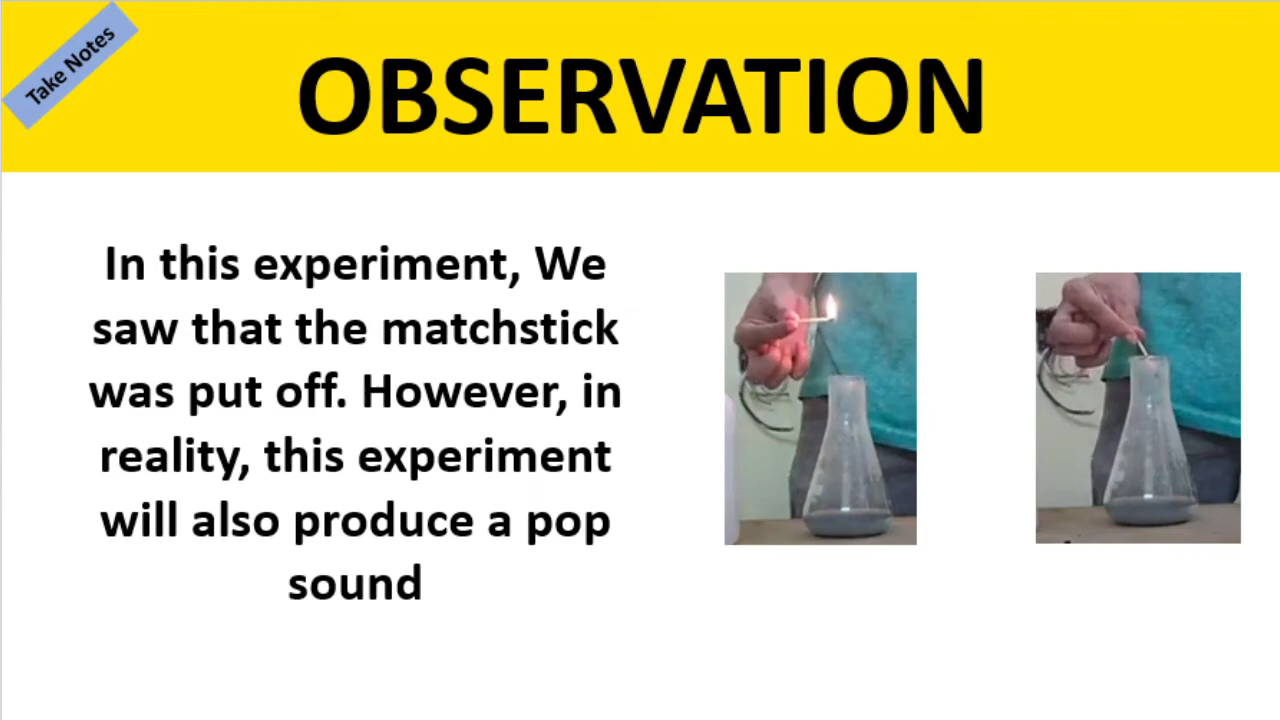 Take Notes
OBSERVATION
In this experiment, We
saw that the matchstick
was put off. However, in
reality, this experiment
will also produce a pop
sound